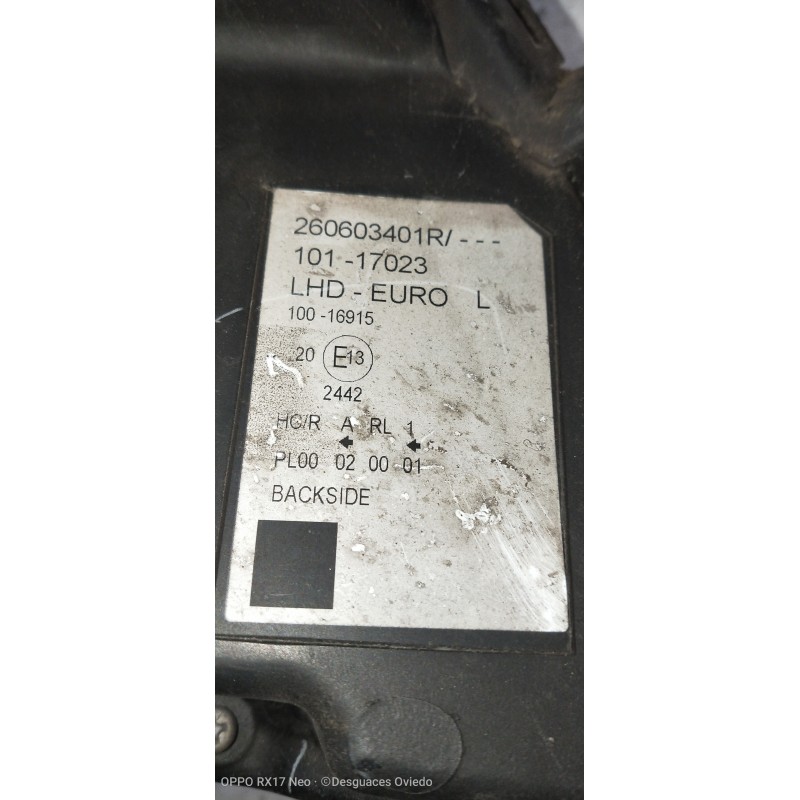 260603401R/ - - -
101 -17023
LHD - EURO L
100 -16915
20 E13
2442
HC/R A RL 1
PL00 02 00 01
BACKSIDE
OPPO RX17 Neo · ©Desguaces Oviedo